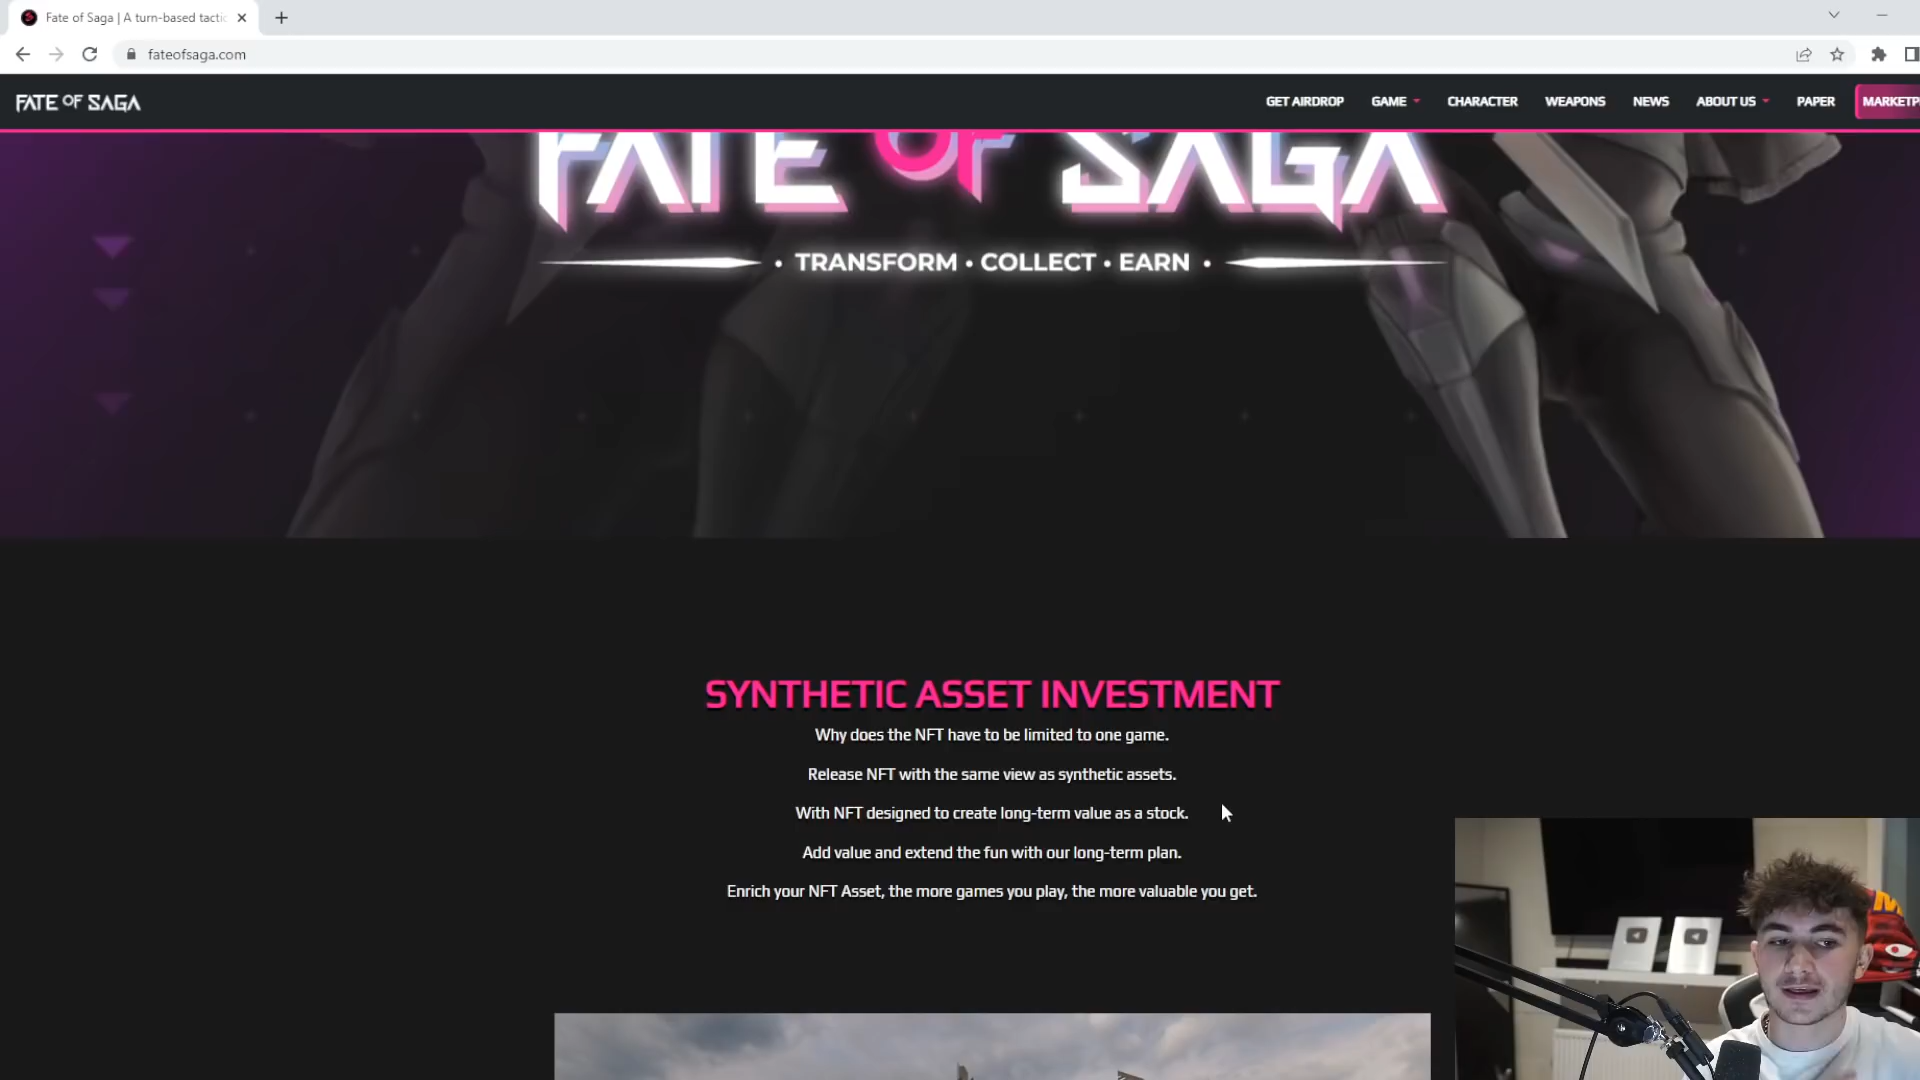 Fate of Saga | A turn-based tactic
fateofsaga.com
FATE OF SAGA
GET AIRDROP GAME CHARACTER WEAPONS NEWS ABOUT US PAPER MARKETP
FATE OF SAGA
• TRANSFORM • COLLECT • EARN •
SYNTHETIC ASSET INVESTMENT
Why does the NFT have to be limited to one game.
Release NFT with the same view as synthetic assets.
With NFT designed to create long-term value as a stock.
Add value and extend the fun with our long-term plan.
Enrich your NFT Asset, the more games you play, the more valuable you get.